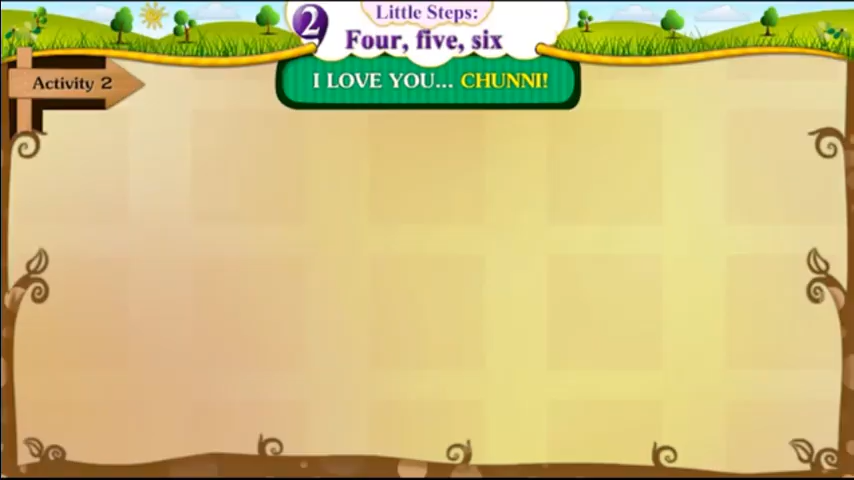 2
Little Steps:
Four, five, six
Activity 2
I LOVE YOU... CHUNNI!